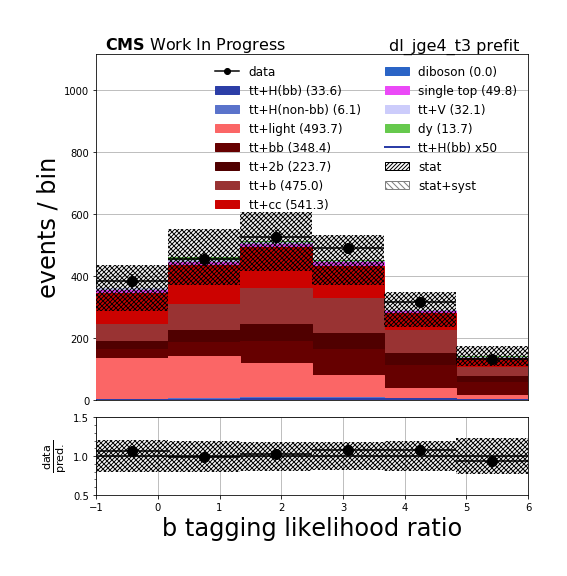 CMS Work In Progress
dl_jge4_t3 prefit
data
tt+H(bb) (33.6)
tt+H(non-bb) (6.1)
tt+light (493.7)
tt+bb (348.4)
tt+2b (223.7)
tt+b (475.0)
tt+cc (541.3)
diboson (0.0)
single top (49.8)
tt+V (32.1)
dy (13.7)
tt+H(bb) x50
stat
stat+syst
events / bin
1000
800
600
400
200
0
data
pred.
1.5
1.0
0.5
−1 0 1 2 3 4 5 6
b tagging likelihood ratio